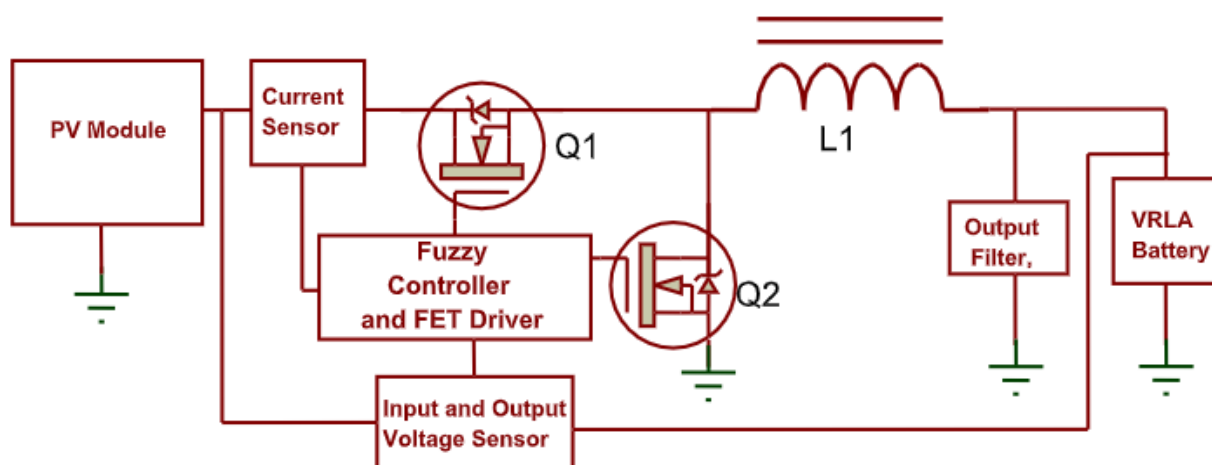 PV Module
Current
Sensor
Q1
L1
Fuzzy
Controller
and FET Driver
Q2
Output
Filter,
VRLA
Battery
Input and Output
Voltage Sensor